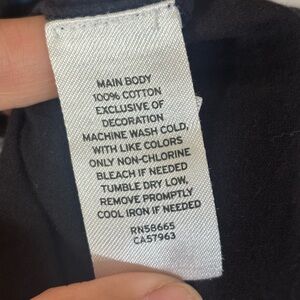 MAIN BODY
100% COTTON
EXCLUSIVE OF
DECORATION
MACHINE WASH COLD,
WITH LIKE COLORS
ONLY NON-CHLORINE
BLEACH IF NEEDED
TUMBLE DRY LOW,
REMOVE PROMPTLY
COOL IRON IF NEEDED
RN58665
CA57963